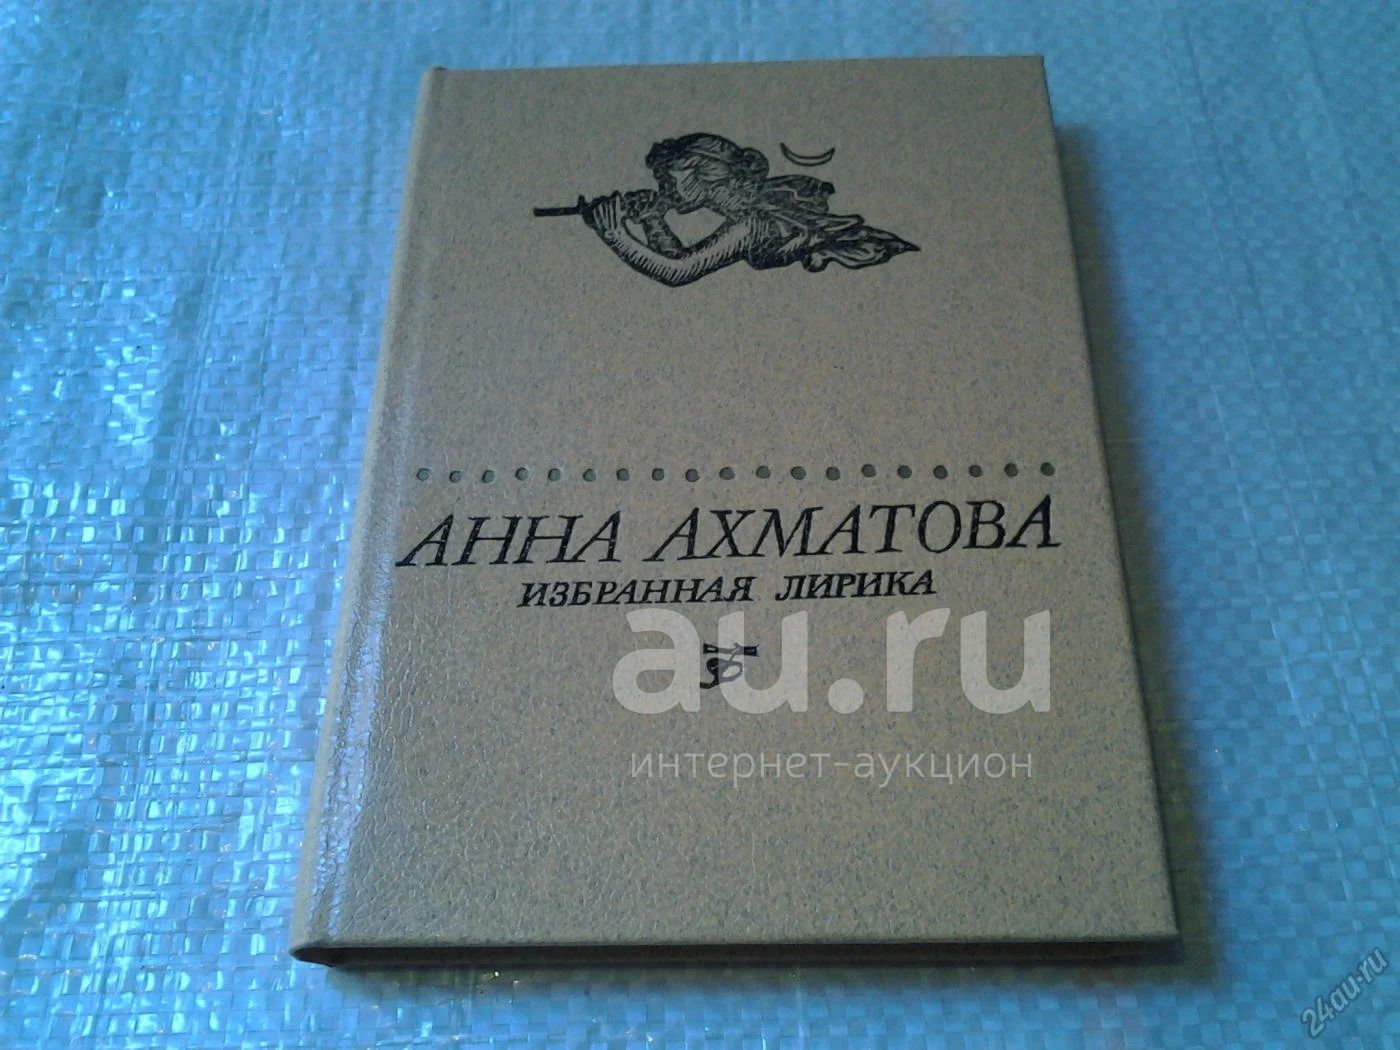 АННА АХМАТОВА
ИЗБРАННАЯ ЛИРИКА
au.ru
интернет-аукцион
24au.ru